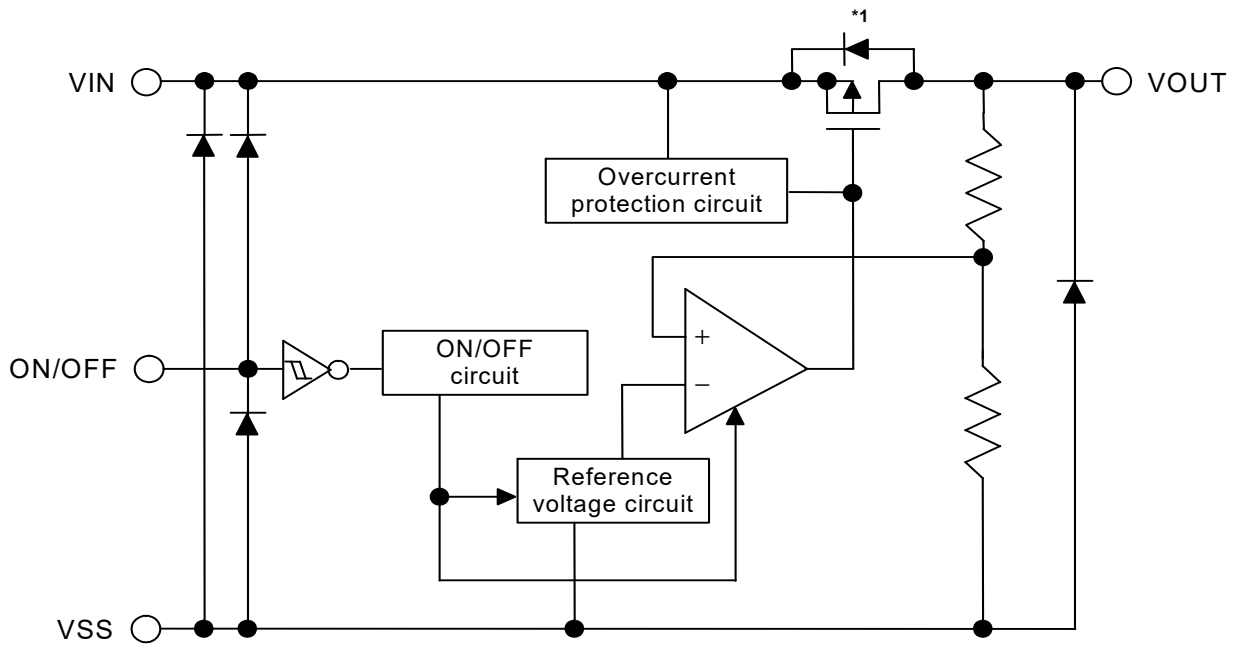 *1
VIN
VOUT
Overcurrent
protection circuit
+
ON/OFF
ON/OFF
circuit
−
Reference
voltage circuit
VSS